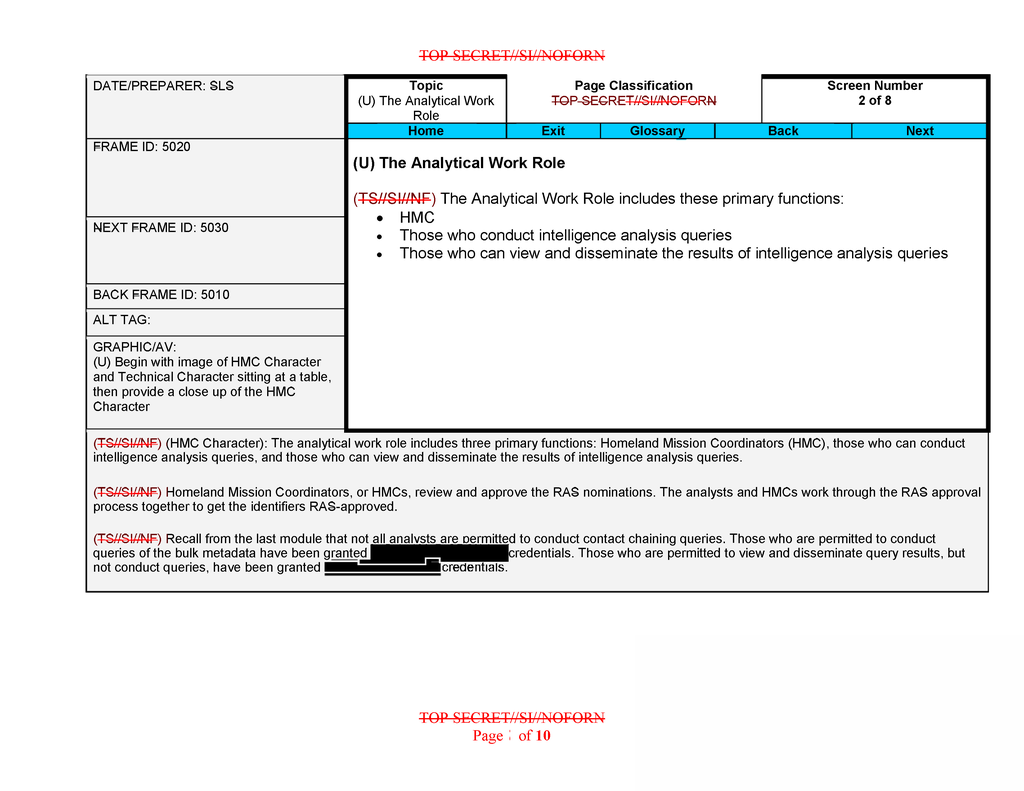 TOP SECRET//SI//NOFORN
DATE/PREPARER: SLS
Topic
(U) The Analytical Work
Role
Page Classification
TOP SECRET//SI//NOFORN
Screen Number
2 of 8
Home Exit Glossary Back Next
FRAME ID: 5020
NEXT FRAME ID: 5030
BACK FRAME ID: 5010
ALT TAG:
GRAPHIC/AV:
(U) Begin with image of HMC Character
and Technical Character sitting at a table,
then provide a close up of the HMC
Character
(U) The Analytical Work Role
(TS//SI//NF) The Analytical Work Role includes these primary functions:
• HMC
• Those who conduct intelligence analysis queries
• Those who can view and disseminate the results of intelligence analysis queries
(TS//SI//NF) (HMC Character): The analytical work role includes three primary functions: Homeland Mission Coordinators (HMC), those who can conduct
intelligence analysis queries, and those who can view and disseminate the results of intelligence analysis queries.
(TS//SI//NF) Homeland Mission Coordinators, or HMCs, review and approve the RAS nominations. The analysts and HMCs work through the RAS approval
process together to get the identifiers RAS-approved.
(TS//SI//NF) Recall from the last module that not all analysts are permitted to conduct contact chaining queries. Those who are permitted to conduct
queries of the bulk metadata have been granted credentials. Those who are permitted to view and disseminate query results, but
not conduct queries, have been granted credentials.
TOP SECRET//SI//NOFORN
Page of 10